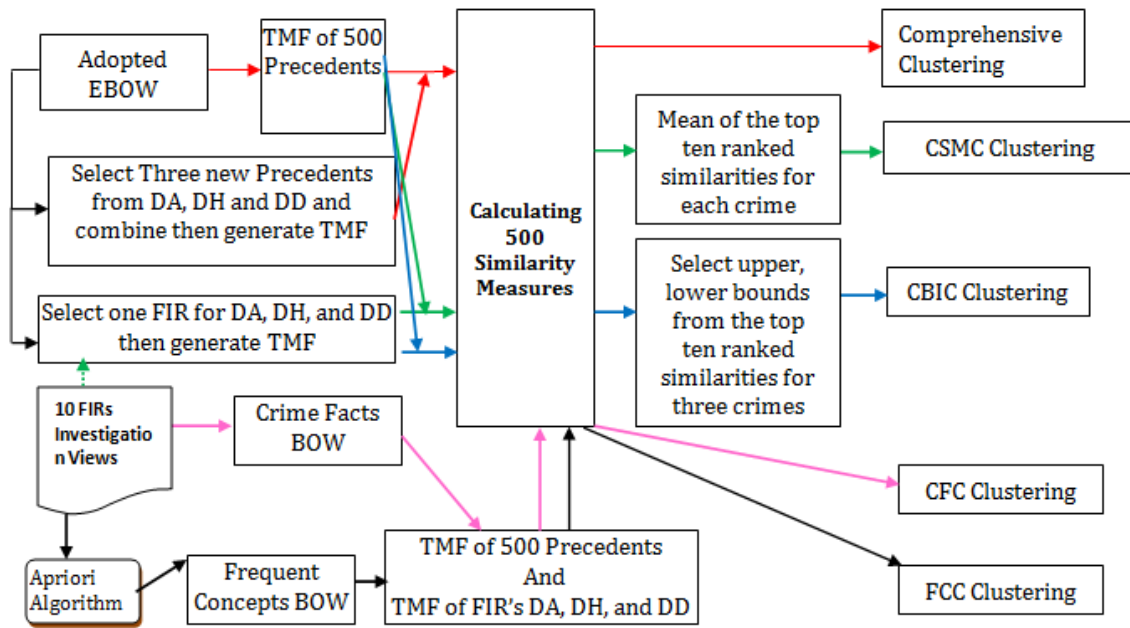 Adopted
EBOW
TMF of 500
Precedents
Select Three new Precedents
from DA, DH and DD and
combine then generate TMF
Select one FIR for DA, DH, and DD
then generate TMF
10 FIRs
Investigatio
n Views
Crime Facts
BOW
Apriori
Algorithm
Frequent
Concepts BOW
TMF of 500 Precedents
And
TMF of FIR's DA, DH, and DD
Calculating
500
Similarity
Measures
Mean of the top
ten ranked
similarities for
each crime
Select upper,
lower bounds
from the top
ten ranked
similarities for
three crimes
Comprehensive
Clustering
CSMC Clustering
CBIC Clustering
CFC Clustering
FCC Clustering